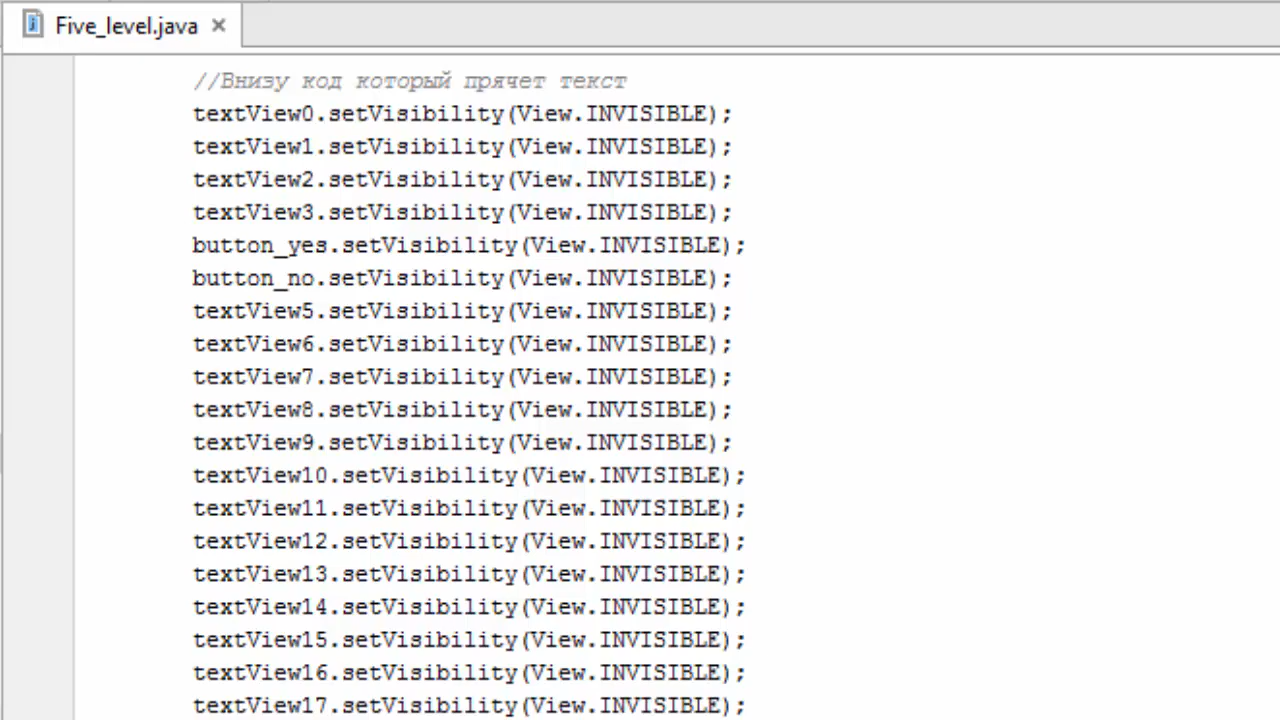 Five_level.java
//Внизу код который прячет текст
textView0.setVisibility(View.INVISIBLE);
textView1.setVisibility(View.INVISIBLE);
textView2.setVisibility(View.INVISIBLE);
textView3.setVisibility(View.INVISIBLE);
button_yes.setVisibility(View.INVISIBLE);
button_no.setVisibility(View.INVISIBLE);
textView5.setVisibility(View.INVISIBLE);
textView6.setVisibility(View.INVISIBLE);
textView7.setVisibility(View.INVISIBLE);
textView8.setVisibility(View.INVISIBLE);
textView9.setVisibility(View.INVISIBLE);
textView10.setVisibility(View.INVISIBLE);
textView11.setVisibility(View.INVISIBLE);
textView12.setVisibility(View.INVISIBLE);
textView13.setVisibility(View.INVISIBLE);
textView14.setVisibility(View.INVISIBLE);
textView15.setVisibility(View.INVISIBLE);
textView16.setVisibility(View.INVISIBLE);
textView17.setVisibility(View.INVISIBLE);